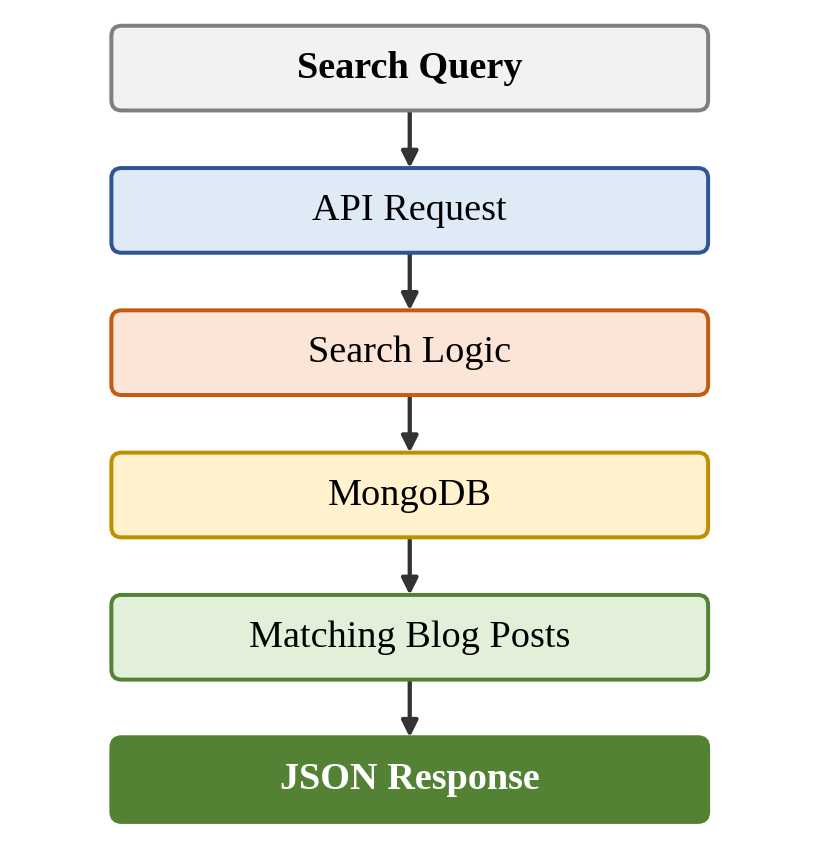 Search Query
API Request
Search Logic
MongoDB
Matching Blog Posts
JSON Response